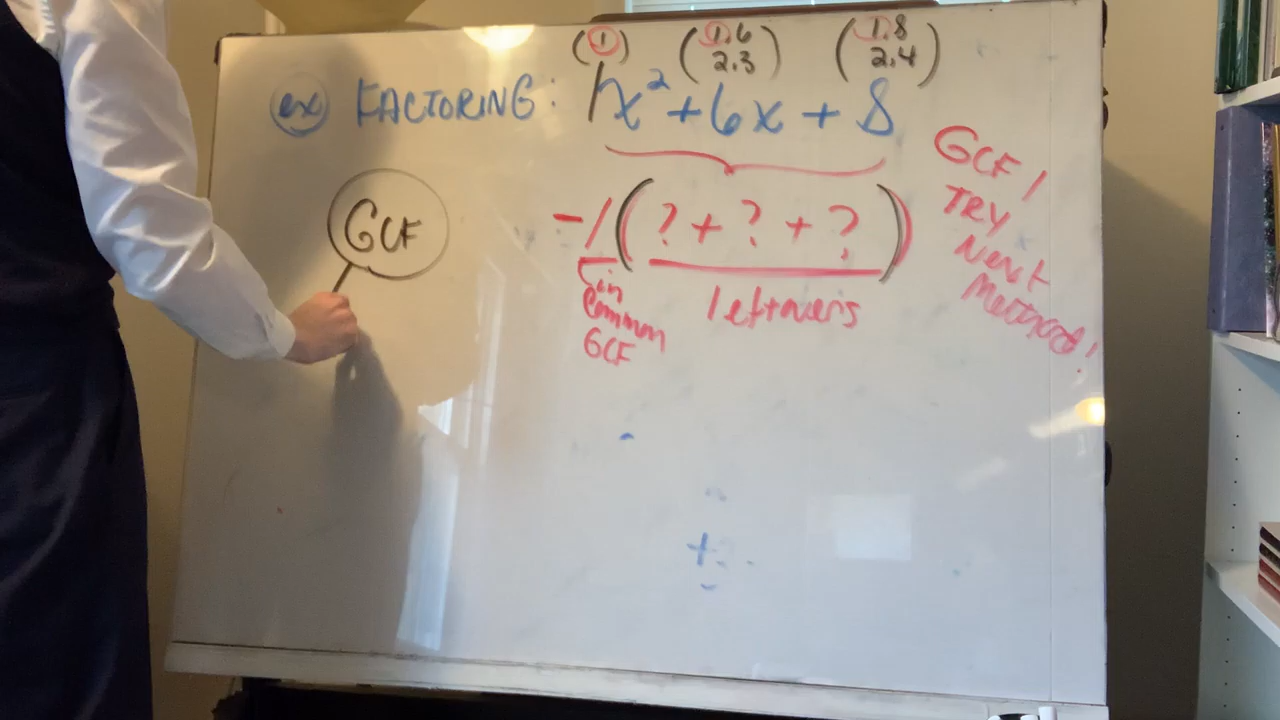 (1) (1,6 (1,8
2,3) 2,4)
ex FACTORING: 1x² + 6x + 8
GCF
-1(? + ? + ?)
in
Common
GCF
leftovers
GCF!
TRY
Next
Method!
+